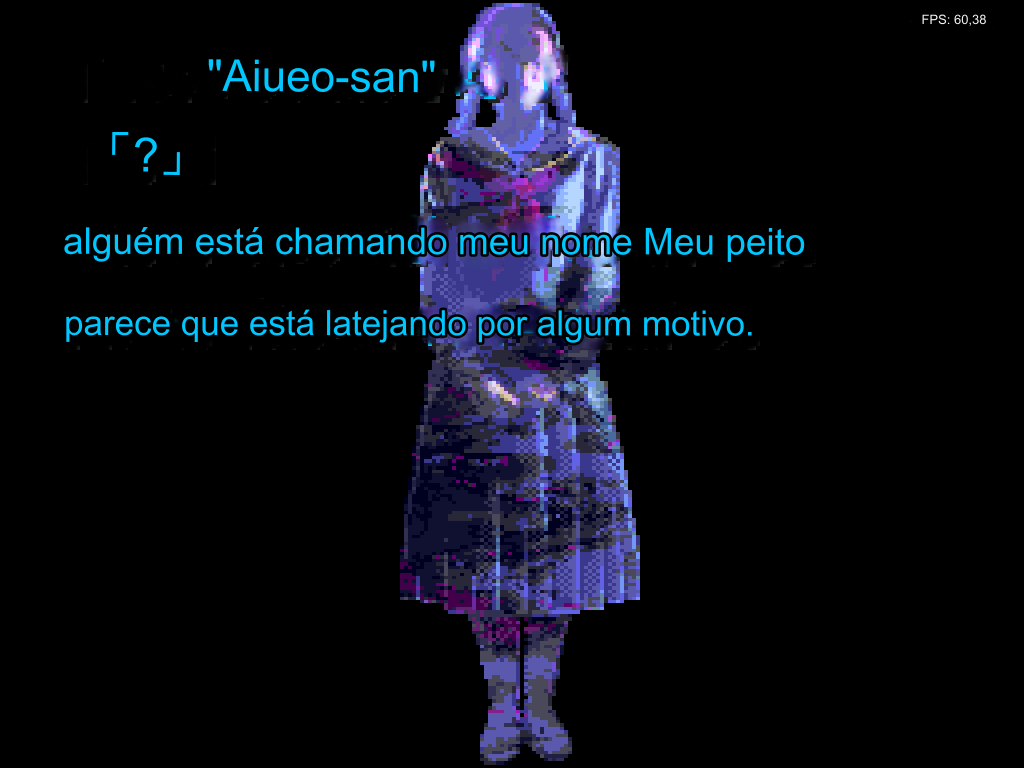 FPS: 60,38
"Aiueo-san"
「?」
alguém está chamando meu nome Meu peito
parece que está latejando por algum motivo.